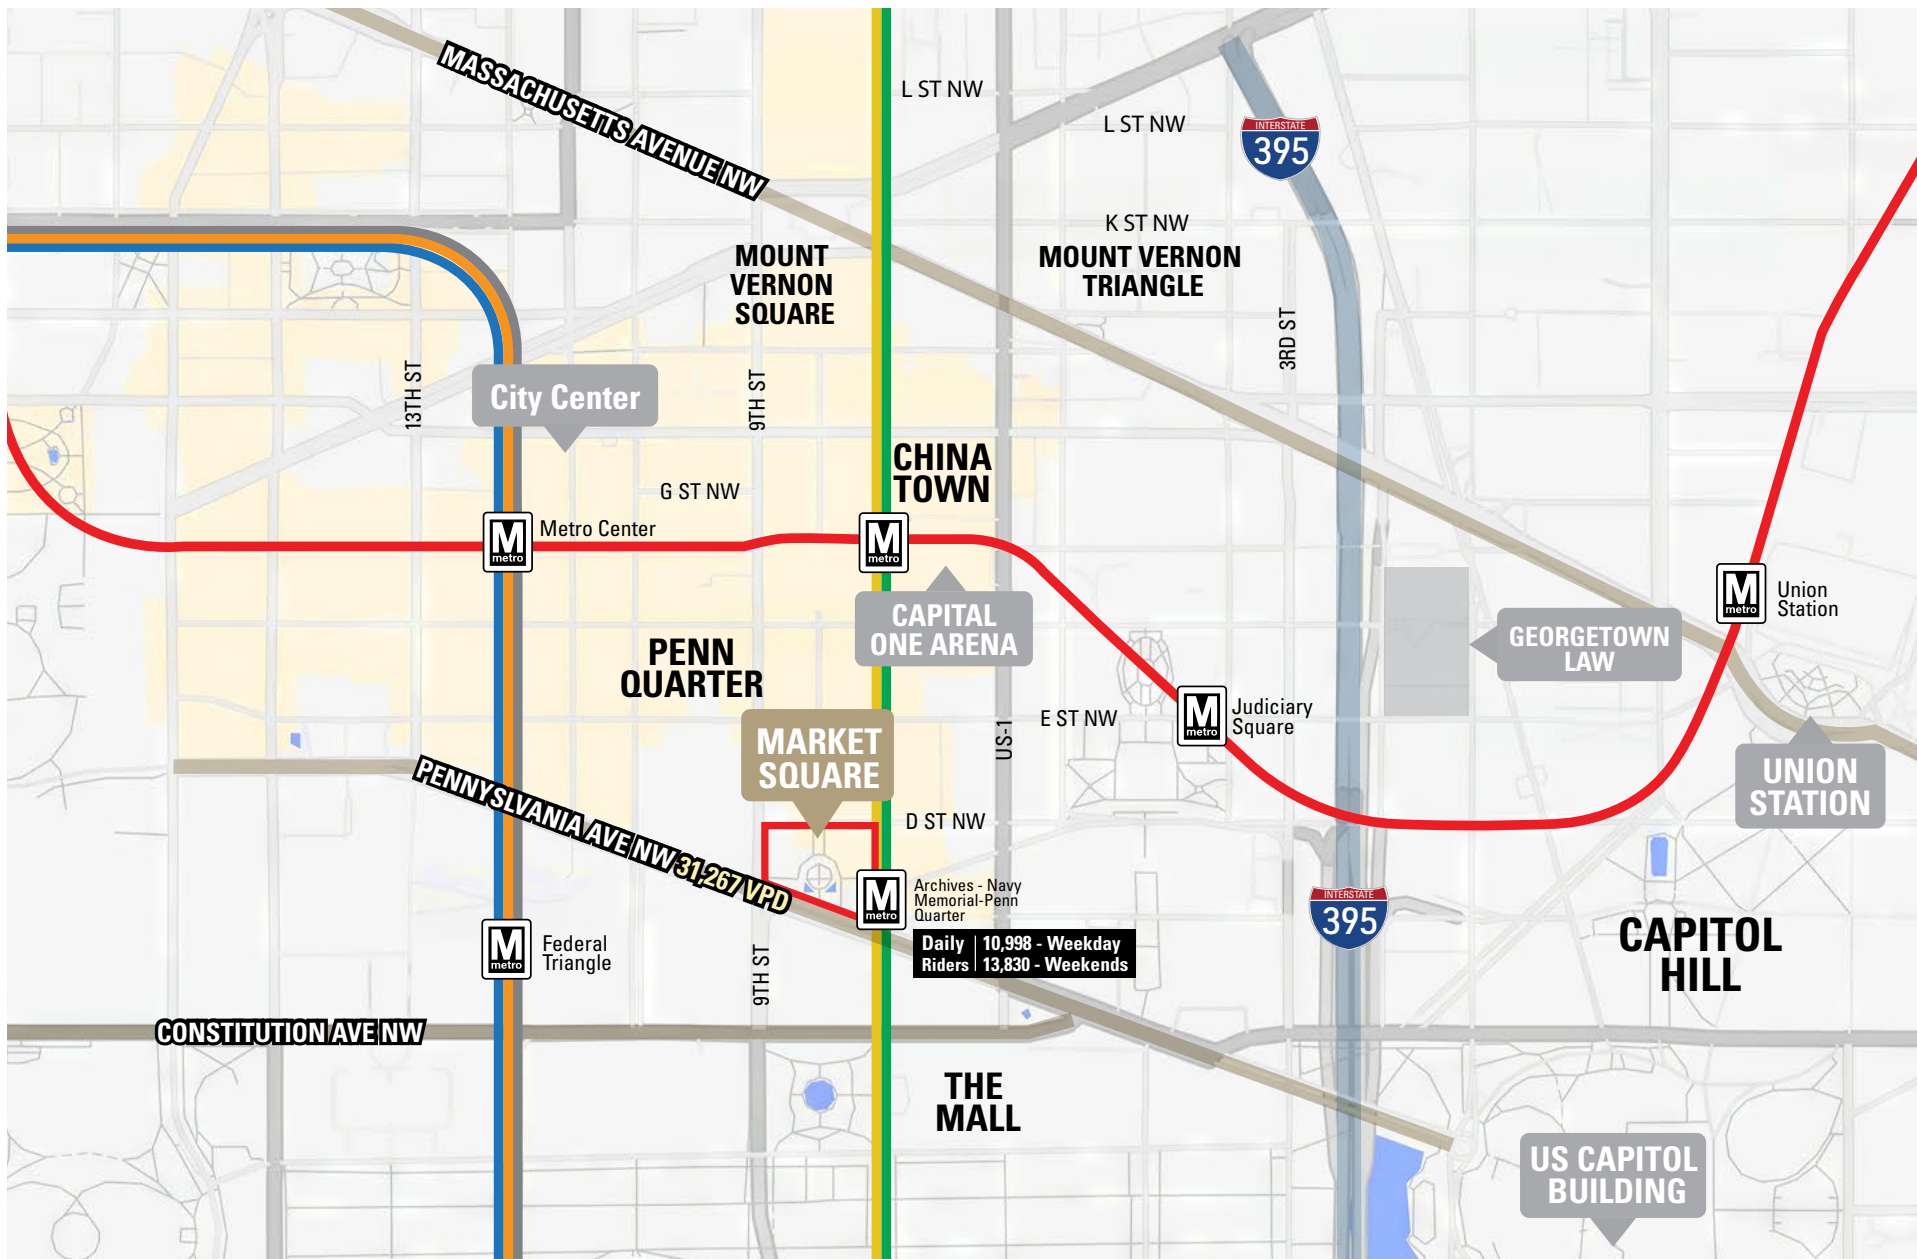 MASSACHUSETTS AVENUE NW
L ST NW
L ST NW
INTERSTATE
395
K ST NW
MOUNT
VERNON
SQUARE
MOUNT VERNON
TRIANGLE
3RD ST
13TH ST
City Center
9TH ST
CHINA
TOWN
G ST NW
M
metro
Metro Center
M
metro
CAPITAL
ONE ARENA
M
metro
Union
Station
GEORGETOWN
LAW
PENN
QUARTER
M
metro
Judiciary
Square
E ST NW
US-1
MARKET
SQUARE
UNION
STATION
PENNYSLVANIA AVE NW 31,267 VPD
D ST NW
M
metro
Archives - Navy
Memorial-Penn
Quarter
Daily Riders
10,998 - Weekday
13,830 - Weekends
INTERSTATE
395
CAPITOL
HILL
M
metro
Federal
Triangle
9TH ST
CONSTITUTION AVE NW
THE
MALL
US CAPITOL
BUILDING